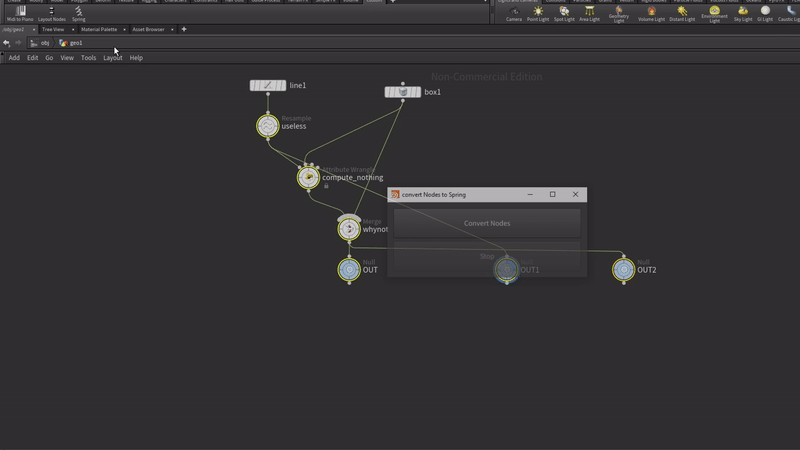 Multi to Pians Layout Nodes Spring
Camera Point Light Spot Light Area Light Geometry Light Volume Light Distant Light Environment Light Sky Light GI Light Caustic Light
/obj/geo1 Tree View Material Palette Asset Browser
obj geo1
Add Edit Go View Tools Layout Help
Non-Commercial Edition
line1
box1
Resample
useless
Attribute Wrangle
compute_nothing
convert Nodes to Spring
Convert Nodes
Merge
whynot
Stop
Null
OUT
Null
OUT1
Null
OUT2